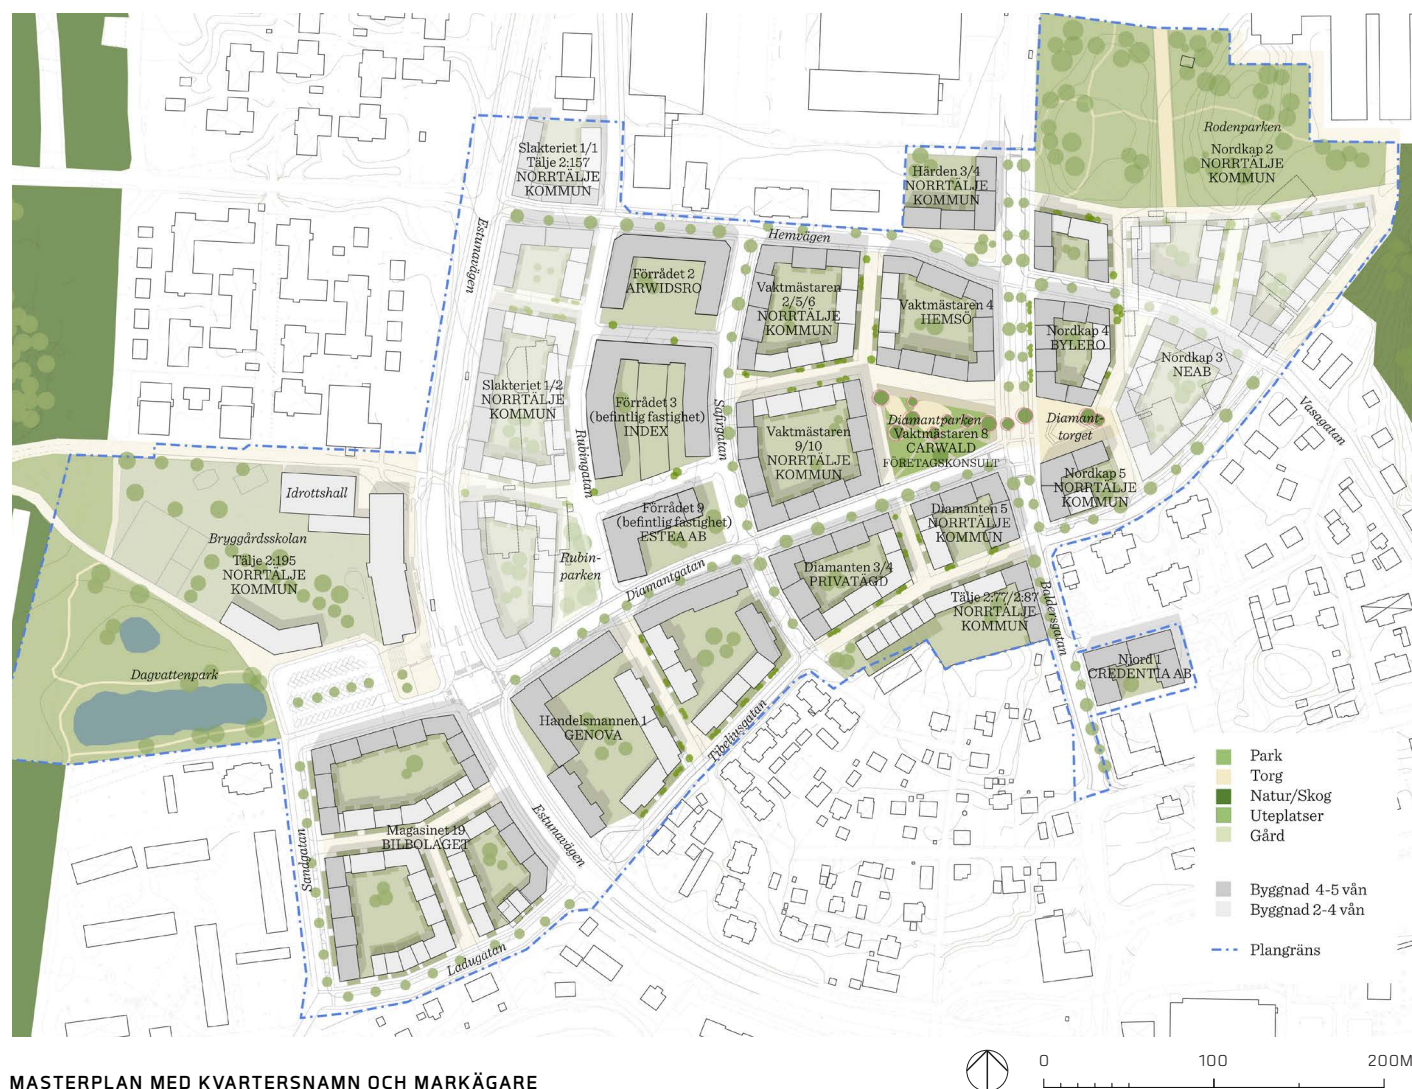 Rodenparken
Nordkap 2
NORRTÄLJE
KOMMUN
Slakteriet 1/1
Tälje 2:157
NORRTÄLJE
KOMMUN
Härden 3/4
NORRTÄLJE
KOMMUN
Estunavägen
Hemvägen
Förrådet 2
ARWIDSRO
Vaktmästaren
2/5/6
NORRTÄLJE
KOMMUN
Vaktmästaren 4
HEMSÖ
Nordkap 4
BYLERO
Nordkap 3
NEAB
Slakteriet 1/2
NORRTÄLJE
KOMMUN
Förrådet 3
(befintlig fastighet)
INDEX
Safirgatan
Rubingatan
Vaktmästaren
9/10
NORRTÄLJE
KOMMUN
Diamantparken
Vaktmästaren 8
CARWALD
FÖRETAGSKONSULT
Diamant-
torget
Vasagatan
Nordkap 5
NORRTÄLJE
KOMMUN
Idrottshall
Bryggårdsskolan
Tälje 2:195
NORRTÄLJE
KOMMUN
Förrådet 9
(befintlig fastighet)
ESTEA AB
Rubin-
parken
Diamantgatan
Diamanten 5
NORRTÄLJE
KOMMUN
Diamanten 3/4
PRIVATÄGD
Tälje 2:77/2:87
NORRTÄLJE
KOMMUN
Baldersgatan
Njord 1
CREDENTIA AB
Dagvattenpark
Handelsmannen 1
GENOVA
Tibeliusgatan
Magasinet 19
BILBOLAGET
Sandgatan
Estunavägen
Ladugatan
Park
Torg
Natur/Skog
Uteplatser
Gård
Byggnad 4-5 vån
Byggnad 2-4 vån
Plangräns
MASTERPLAN MED KVARTERSNAMN OCH MARKÄGARE
0 100 200M